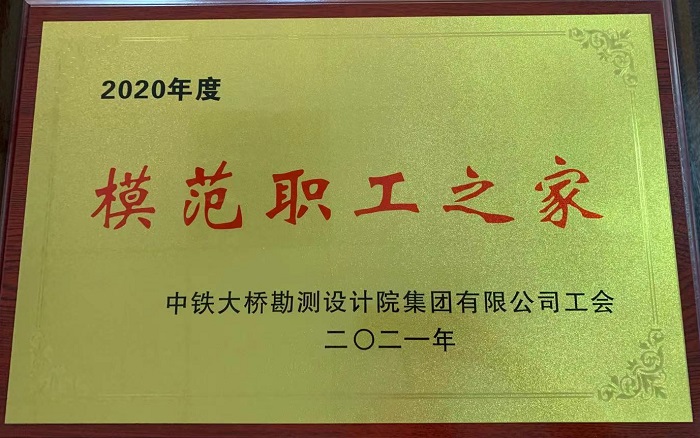 2020年度
模范职工之家
中铁大桥勘测设计院集团有限公司工会
二〇二一年